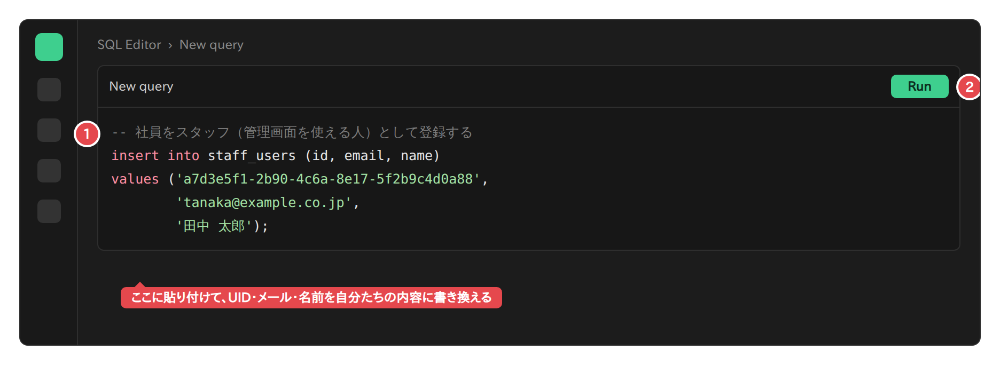 SQL Editor › New query
New query
Run
2
1
-- 社員をスタッフ（管理画面を使える人）として登録する
insert into staff_users (id, email, name)
values ('a7d3e5f1-2b90-4c6a-8e17-5f2b9c4d0a88',
'tanaka@example.co.jp',
'田中 太郎');
ここに貼り付けて、UID・メール・名前を自分たちの内容に書き換える